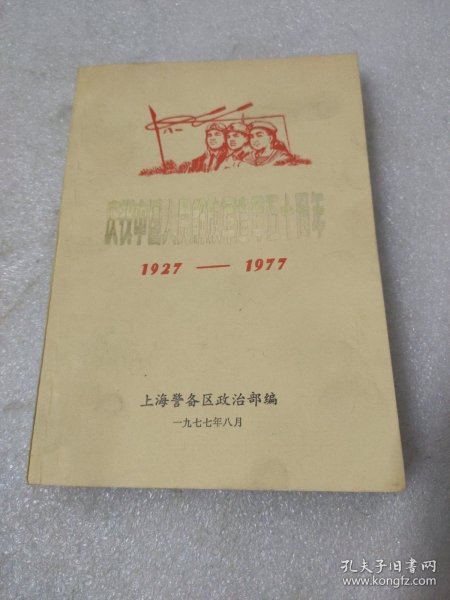 八一
庆祝中国人民解放军建军五十周年
1927 — 1977
上海警备区政治部编
一九七七年八月
孔夫子旧书网
www.kongfz.com